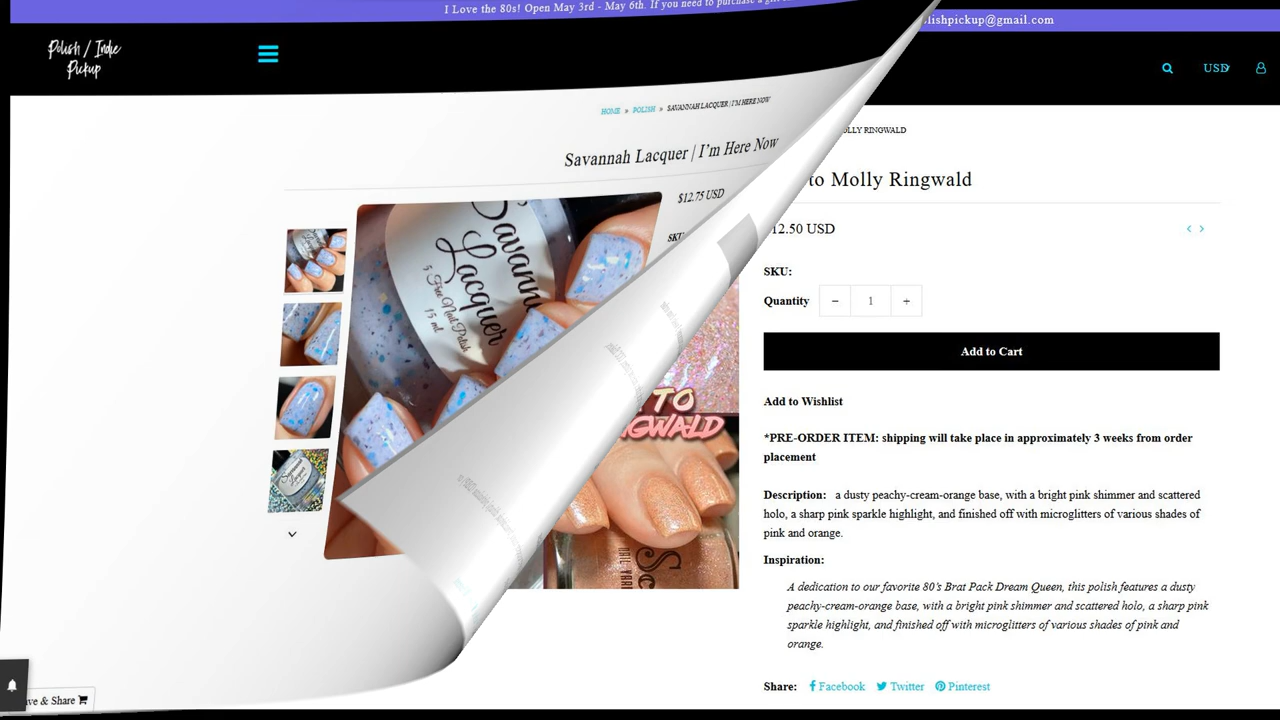 I Love the 80s! Open May 3rd - May 6th. If you need to purchase a
lishpickup@gmail.com
Polish / Indie
Pickup
USD
HOME » POLISH » SAVANNAH LACQUER | I'M HERE NOW
Savannah Lacquer | I'm Here Now
$12.75 USD
SKU
Savann
Lacquer
5 Free Nail Polish
15 ml
OLLY RINGWALD
to Molly Ringwald
12.50 USD
SKU:
Quantity − 1 +
Add to Cart
TO
GWALD
Add to Wishlist
*PRE-ORDER ITEM: shipping will take place in approximately 3 weeks from order
placement
Description: a dusty peachy-cream-orange base, with a bright pink shimmer and scattered
holo, a sharp pink sparkle highlight, and finished off with microglitters of various shades of
pink and orange.
Inspiration:
A dedication to our favorite 80's Brat Pack Dream Queen, this polish features a dusty
peachy-cream-orange base, with a bright pink shimmer and scattered holo, a sharp pink
sparkle highlight, and finished off with microglitters of various shades of pink and
orange.
Share: Facebook Twitter Pinterest
ve & Share